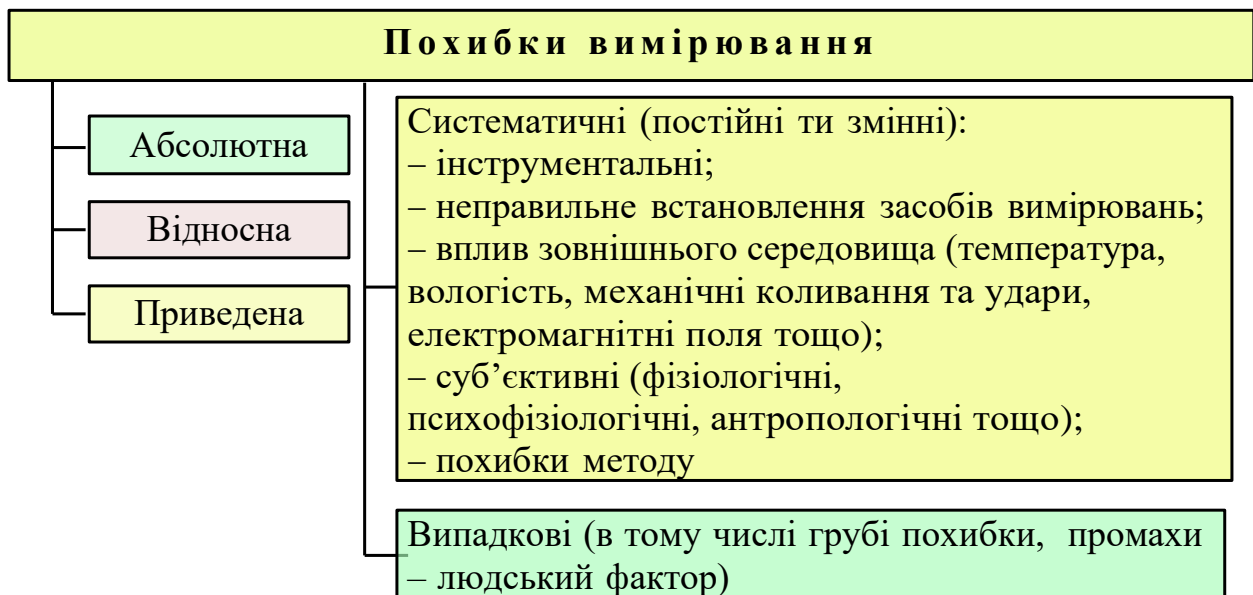 Похибки вимірювання
Абсолютна
Відносна
Приведена
Систематичні (постійні ти змінні):
– інструментальні;
– неправильне встановлення засобів вимірювань;
– вплив зовнішнього середовища (температура,
вологість, механічні коливання та удари,
електромагнітні поля тощо);
– суб’єктивні (фізіологічні,
психофізіологічні, антропологічні тощо);
– похибки методу
Випадкові (в тому числі грубі похибки, промахи
– людський фактор)